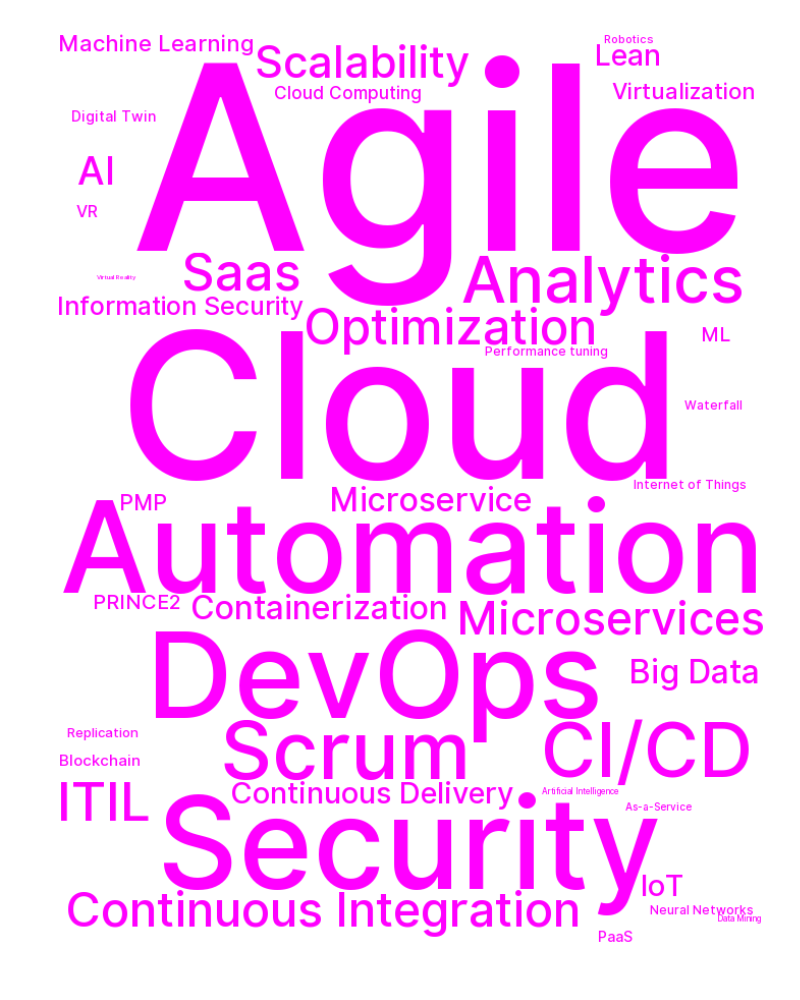 Robotics
Machine Learning
Scalability
Lean
Cloud Computing
Virtualization
Agile
Digital Twin
AI
VR
Saas
Analytics
Virtual Reality
Information Security
Optimization
ML
Performance tuning
Cloud
Waterfall
Internet of Things
PMP
Microservice
Automation
PRINCE2
Containerization
Microservices
DevOps
Big Data
Replication
Scrum
CI/CD
Blockchain
ITIL
Continuous Delivery
Artificial Intelligence
As-a-Service
Security
IoT
Continuous Integration
Neural Networks
Data Mining
PaaS